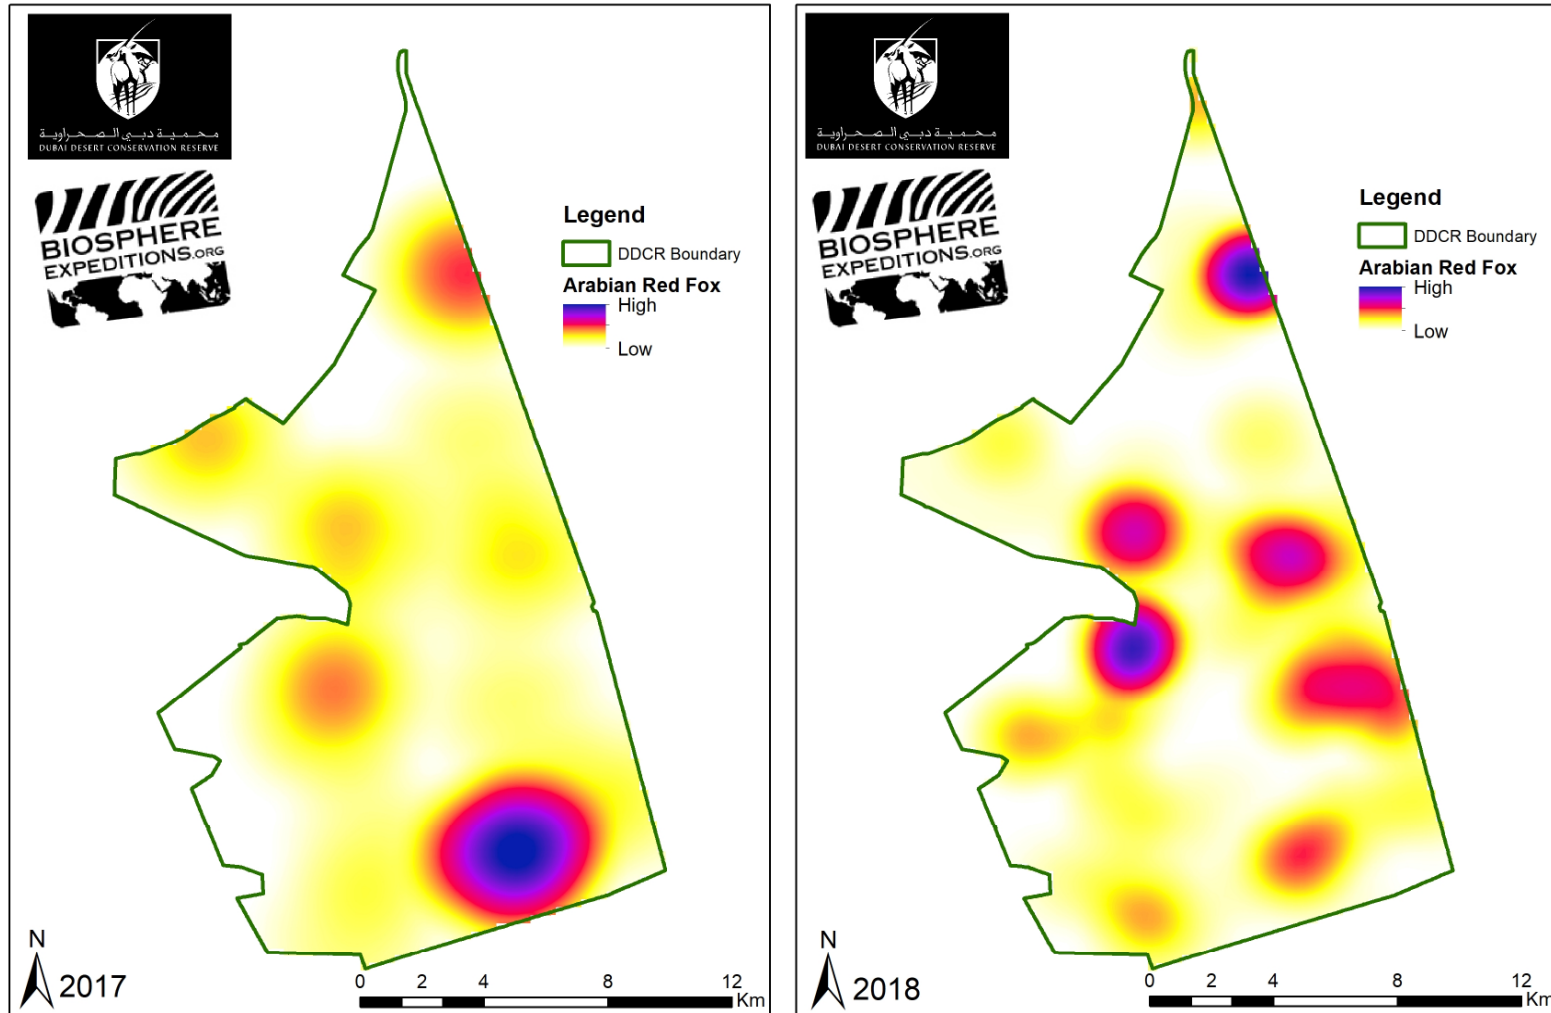 محمية دبي الصحراوية
DUBAI DESERT CONSERVATION RESERVE
BIOSPHERE
EXPEDITIONS.ORG
Legend
DDCR Boundary
Arabian Red Fox
High
Low
N
2017
0 2 4 8 12
Km
محمية دبي الصحراوية
DUBAI DESERT CONSERVATION RESERVE
BIOSPHERE
EXPEDITIONS.ORG
Legend
DDCR Boundary
Arabian Red Fox
High
Low
N
2018
0 2 4 8 12
Km